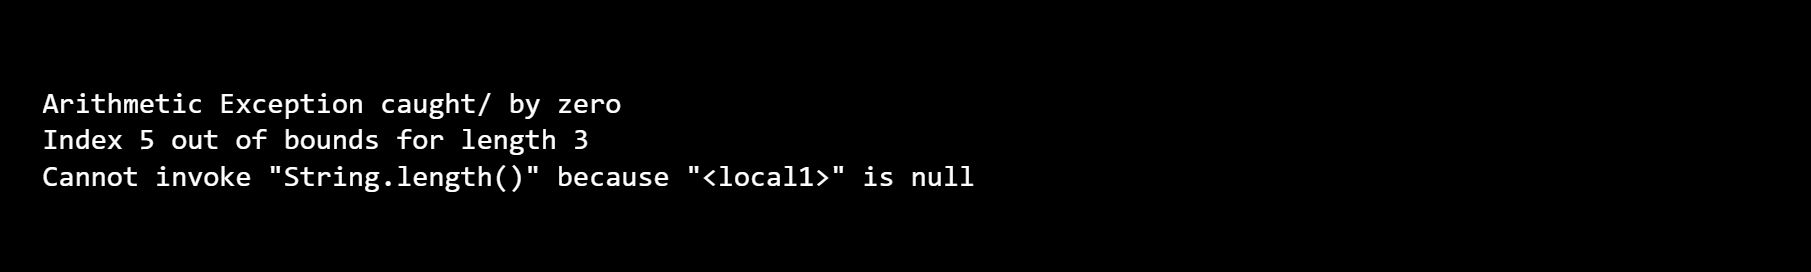 Arithmetic Exception caught/ by zero
Index 5 out of bounds for length 3
Cannot invoke "String.length()" because "<local1>" is null